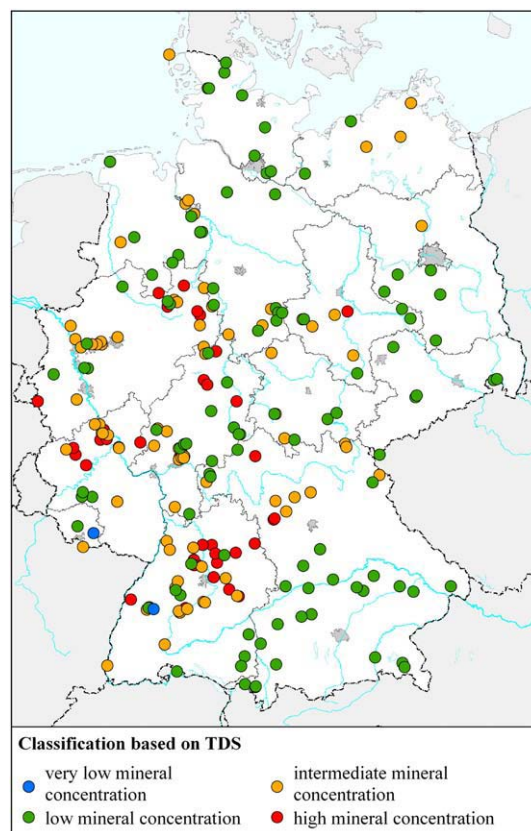 Classification based on TDS
very low mineral
concentration
low mineral concentration
intermediate mineral
concentration
high mineral concentration